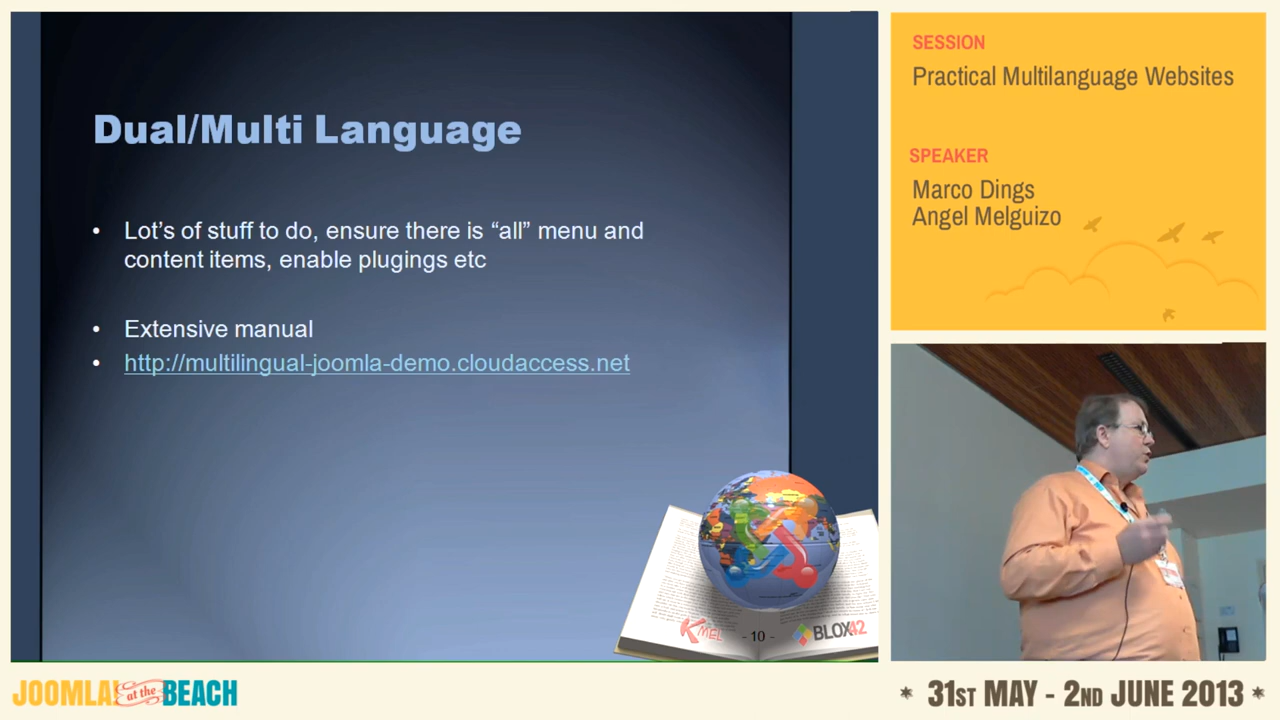 Dual/Multi Language
• Lot's of stuff to do, ensure there is “all” menu and
content items, enable plugings etc
• Extensive manual
• http://multilingual-joomla-demo.cloudaccess.net
KMEL
- 10 -
BLOX42
SESSION
Practical Multilanguage Websites
SPEAKER
Marco Dings
Angel Melguizo
JOOMLA! at the BEACH
* 31ST MAY - 2ND JUNE 2013 *